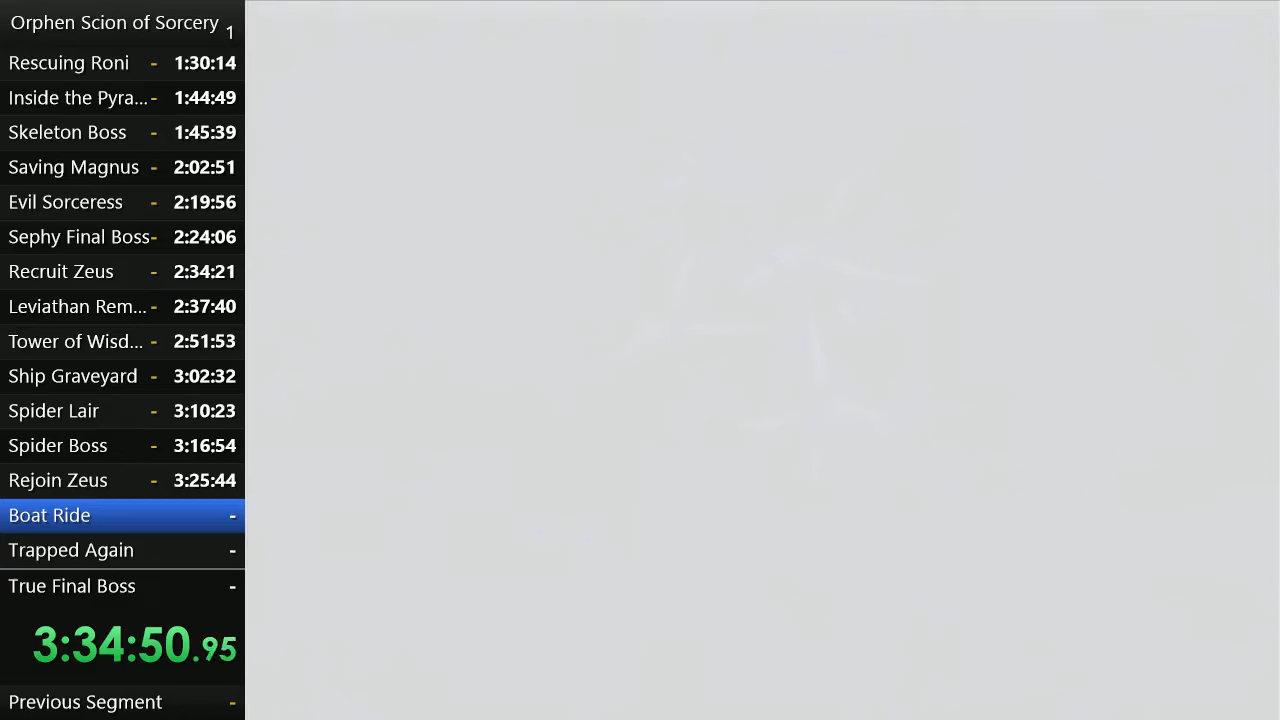 Orphen Scion of Sorcery 1
Rescuing Roni - 1:30:14
Inside the Pyra... - 1:44:49
Skeleton Boss - 1:45:39
Saving Magnus - 2:02:51
Evil Sorceress - 2:19:56
Sephy Final Boss - 2:24:06
Recruit Zeus - 2:34:21
Leviathan Rem... - 2:37:40
Tower of Wisd... - 2:51:53
Ship Graveyard - 3:02:32
Spider Lair - 3:10:23
Spider Boss - 3:16:54
Rejoin Zeus - 3:25:44
Boat Ride -
Trapped Again -
True Final Boss -
3:34:50.95
Previous Segment -